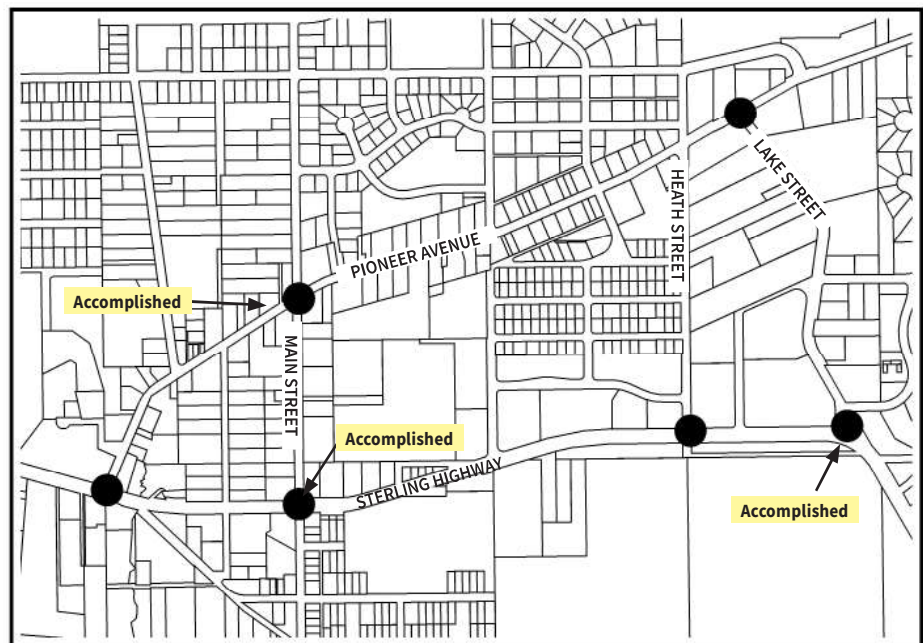 LAKE STREET
HEATH STREET
PIONEER AVENUE
Accomplished
MAIN STREET
Accomplished
STERLING HIGHWAY
Accomplished